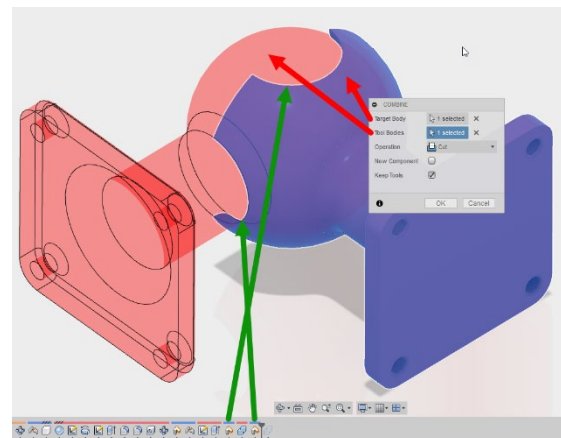 COMBINE
Target Body 1 selected
Tool Bodies 1 selected
Operation Cut
New Component
Keep Tools
OK Cancel